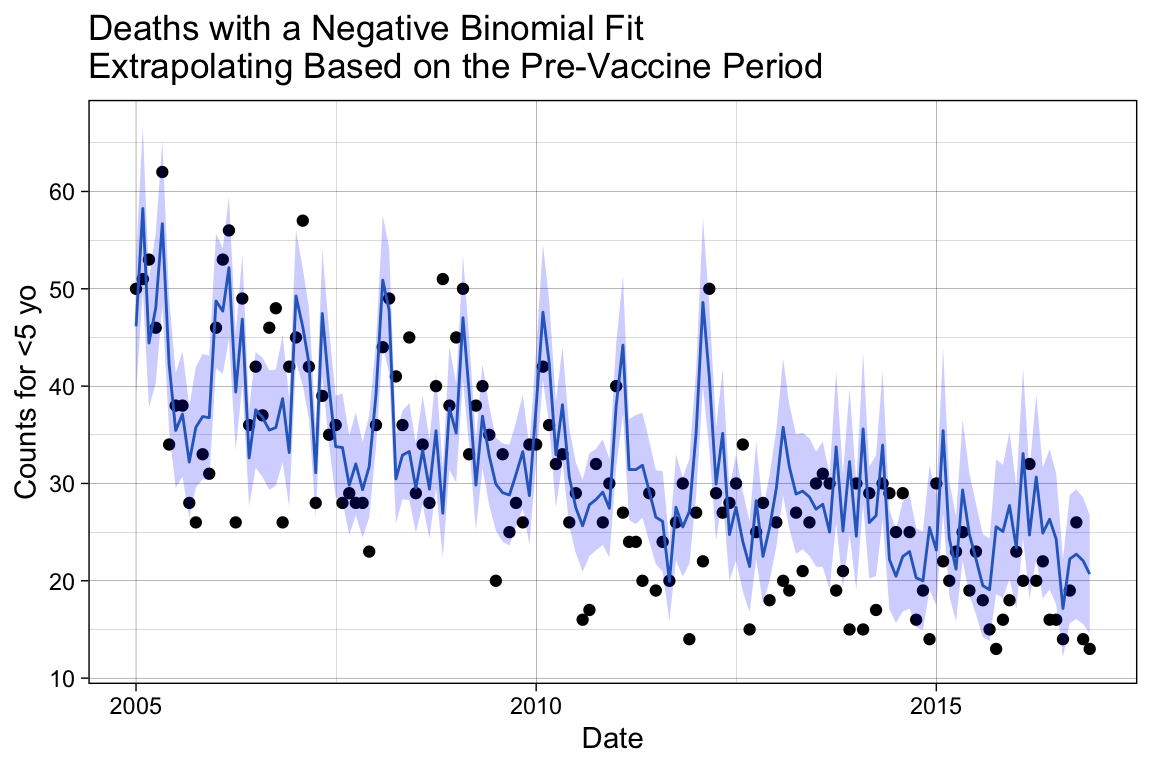 Deaths with a Negative Binomial Fit
Extrapolating Based on the Pre-Vaccine Period
Counts for <5 yo
60
50
40
30
20
10
2005
2010
2015
Date